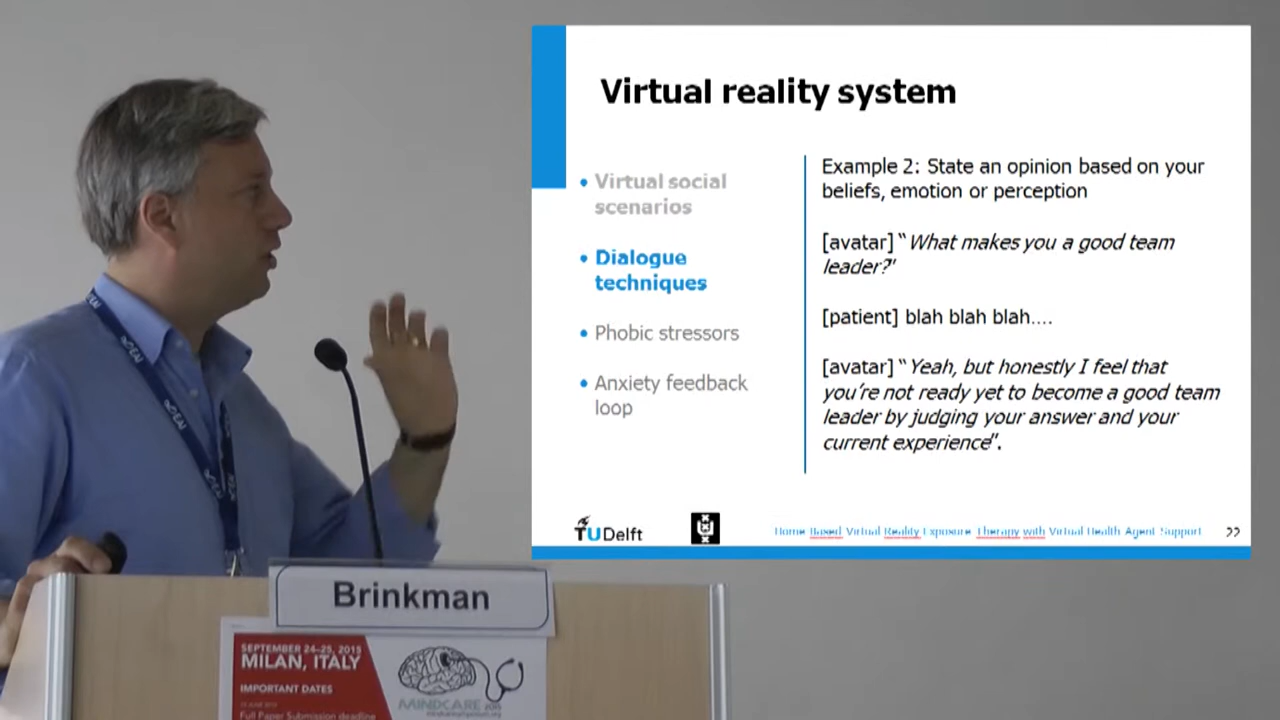 Virtual reality system
• Virtual social
scenarios
• Dialogue
techniques
• Phobic stressors
• Anxiety feedback
loop
Example 2: State an opinion based on your
beliefs, emotion or perception
[avatar] “What makes you a good team
leader?”
[patient] blah blah blah....
[avatar] “Yeah, but honestly I feel that
you’re not ready yet to become a good team
leader by judging your answer and your
current experience”.
TU Delft
Home Based Virtual Reality Exposure Therapy with Virtual Health Agent Support
22
Brinkman
SEPTEMBER 24-25, 2015
MILAN, ITALY
IMPORTANT DATES
Full Paper Submission deadline
MINDCARE